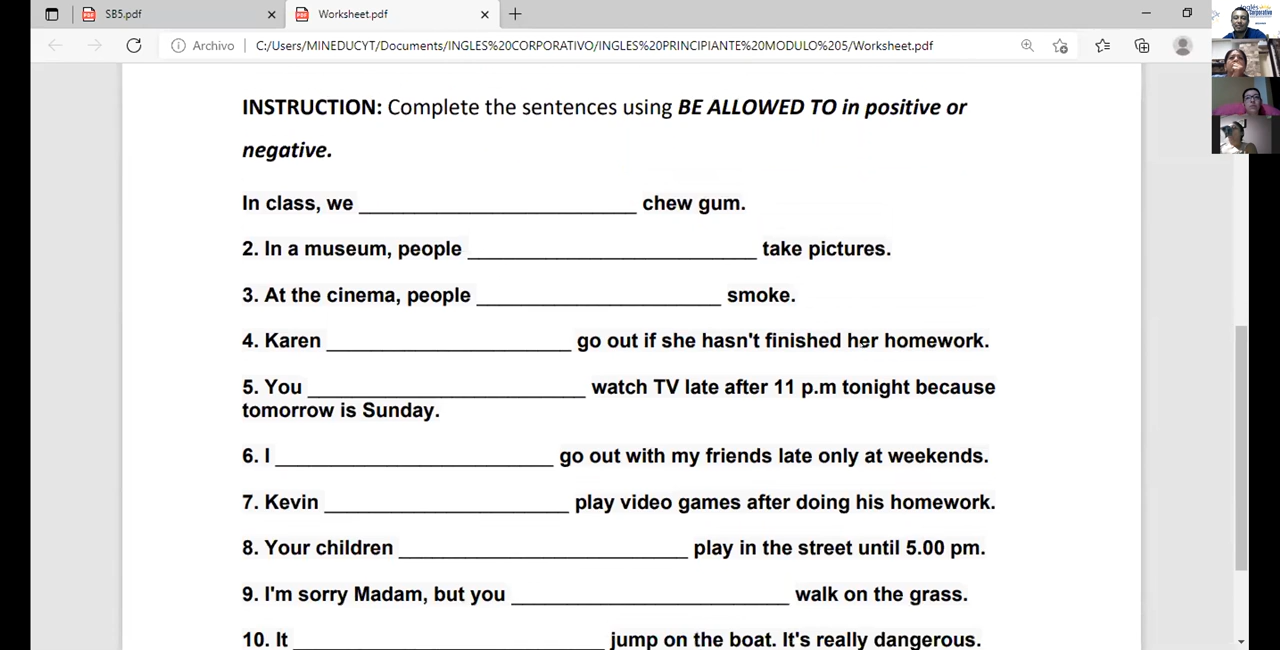 SB5.pdf
Worksheet.pdf
Archivo
C:/Users/MINEDUCYT/Documents/INGLES%20CORPORATIVO/INGLES%20PRINCIPIANTE%20MODULO%205/Worksheet.pdf
INSTRUCTION: Complete the sentences using BE ALLOWED TO in positive or
negative.
In class, we _________________________ chew gum.
2. In a museum, people __________________________ take pictures.
3. At the cinema, people ______________________ smoke.
4. Karen ______________________ go out if she hasn't finished her homework.
5. You _________________________ watch TV late after 11 p.m tonight because
tomorrow is Sunday.
6. I _________________________ go out with my friends late only at weekends.
7. Kevin ______________________ play video games after doing his homework.
8. Your children __________________________ play in the street until 5.00 pm.
9. I'm sorry Madam, but you _________________________ walk on the grass.
10. It ____________________________ jump on the boat. It's really dangerous.